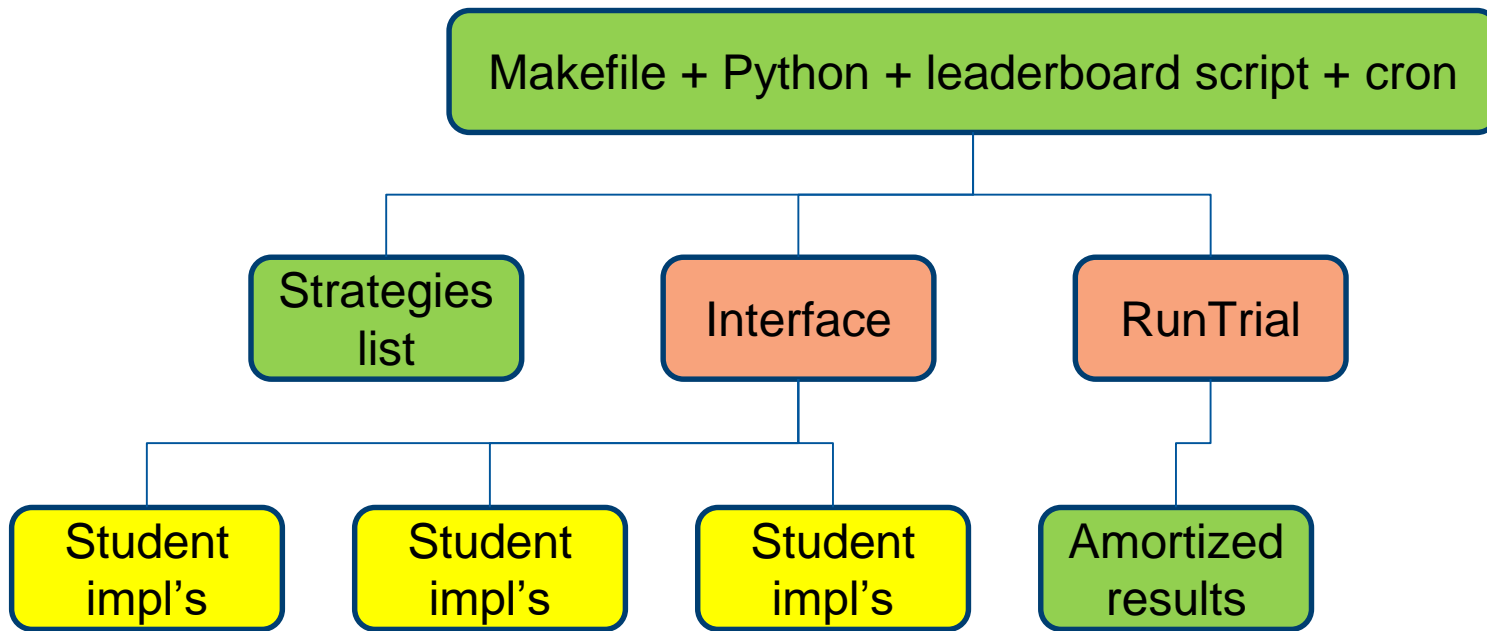 Makefile + Python + leaderboard script + cron
Strategies
list
Interface
RunTrial
Student
impl’s
Student
impl’s
Student
impl’s
Amortized
results